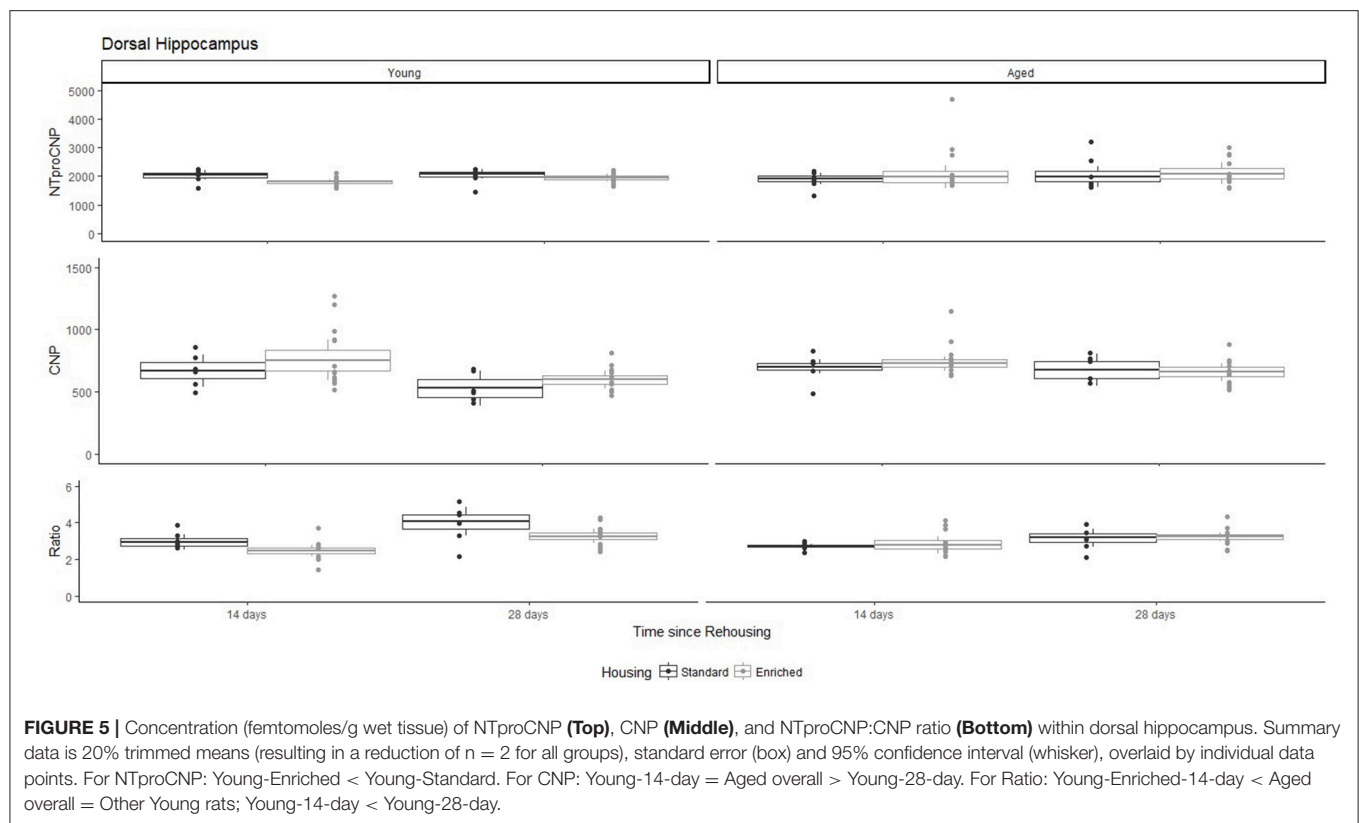 Dorsal Hippocampus
Young
Aged
NTproCNP
5000
4000
3000
2000
1000
0
CNP
1500
1000
500
0
Ratio
6
4
2
0
14 days
28 days
14 days
28 days
Time since Rehousing
Housing Standard Enriched
FIGURE 5 | Concentration (femtomoles/g wet tissue) of NTproCNP (Top), CNP (Middle), and NTproCNP:CNP ratio (Bottom) within dorsal hippocampus. Summary
data is 20% trimmed means (resulting in a reduction of n = 2 for all groups), standard error (box) and 95% confidence interval (whisker), overlaid by individual data
points. For NTproCNP: Young-Enriched < Young-Standard. For CNP: Young-14-day = Aged overall > Young-28-day. For Ratio: Young-Enriched-14-day < Aged
overall = Other Young rats; Young-14-day < Young-28-day.